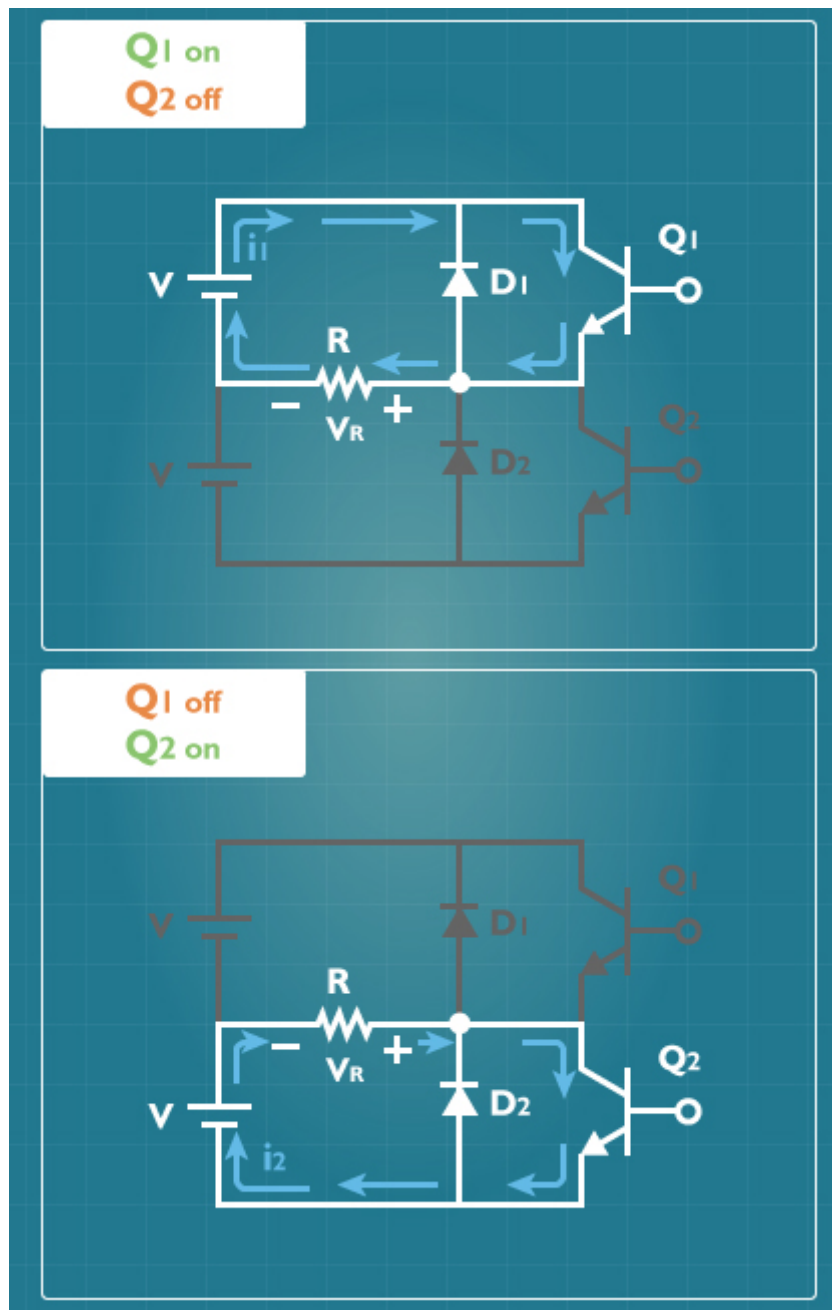 Q1 on
Q2 off
Q1
i1
V
D1
R
− +
VR
Q2
V
D2
Q1 off
Q2 on
Q1
V
D1
R
− +
VR
Q2
V
D2
i2